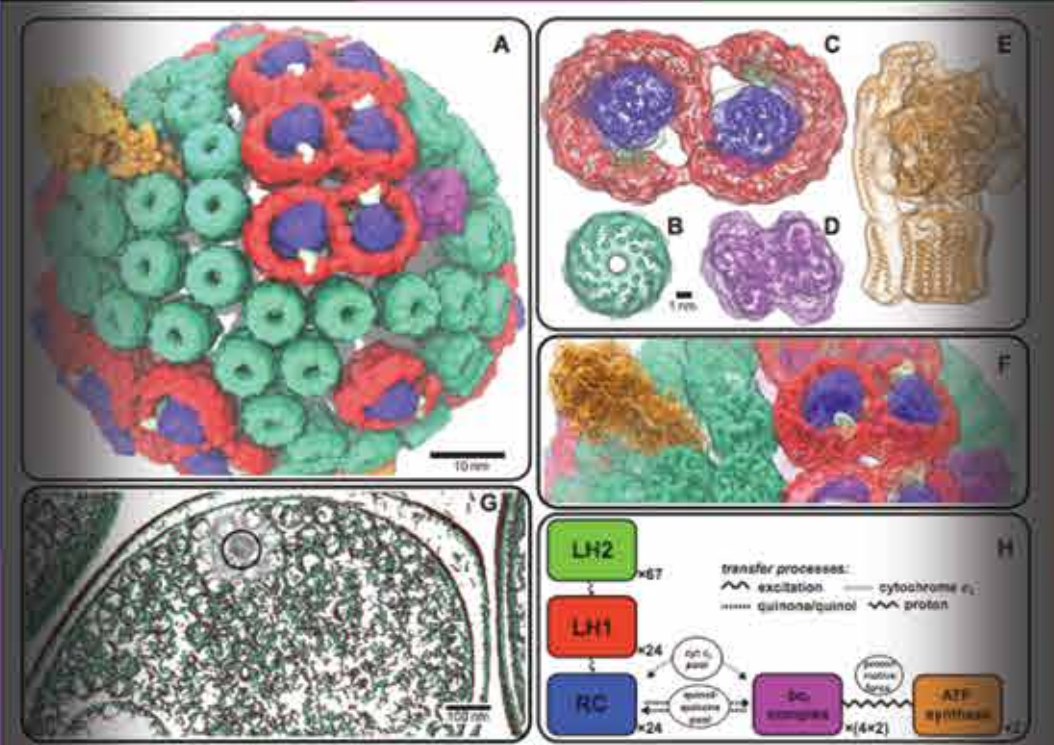 A
10 nm
C
E
B
D
1 nm
F
G
100 nm
H
LH2
×67
transfer processes:
excitation
cytochrome c₂
quinone/quinol
proton
LH1
×24
cyt c₂
pool
proton
motive
force
RC
×24
quinol
quinone
pool
bc₁
complex
×(4×2)
ATP
synthase
×2